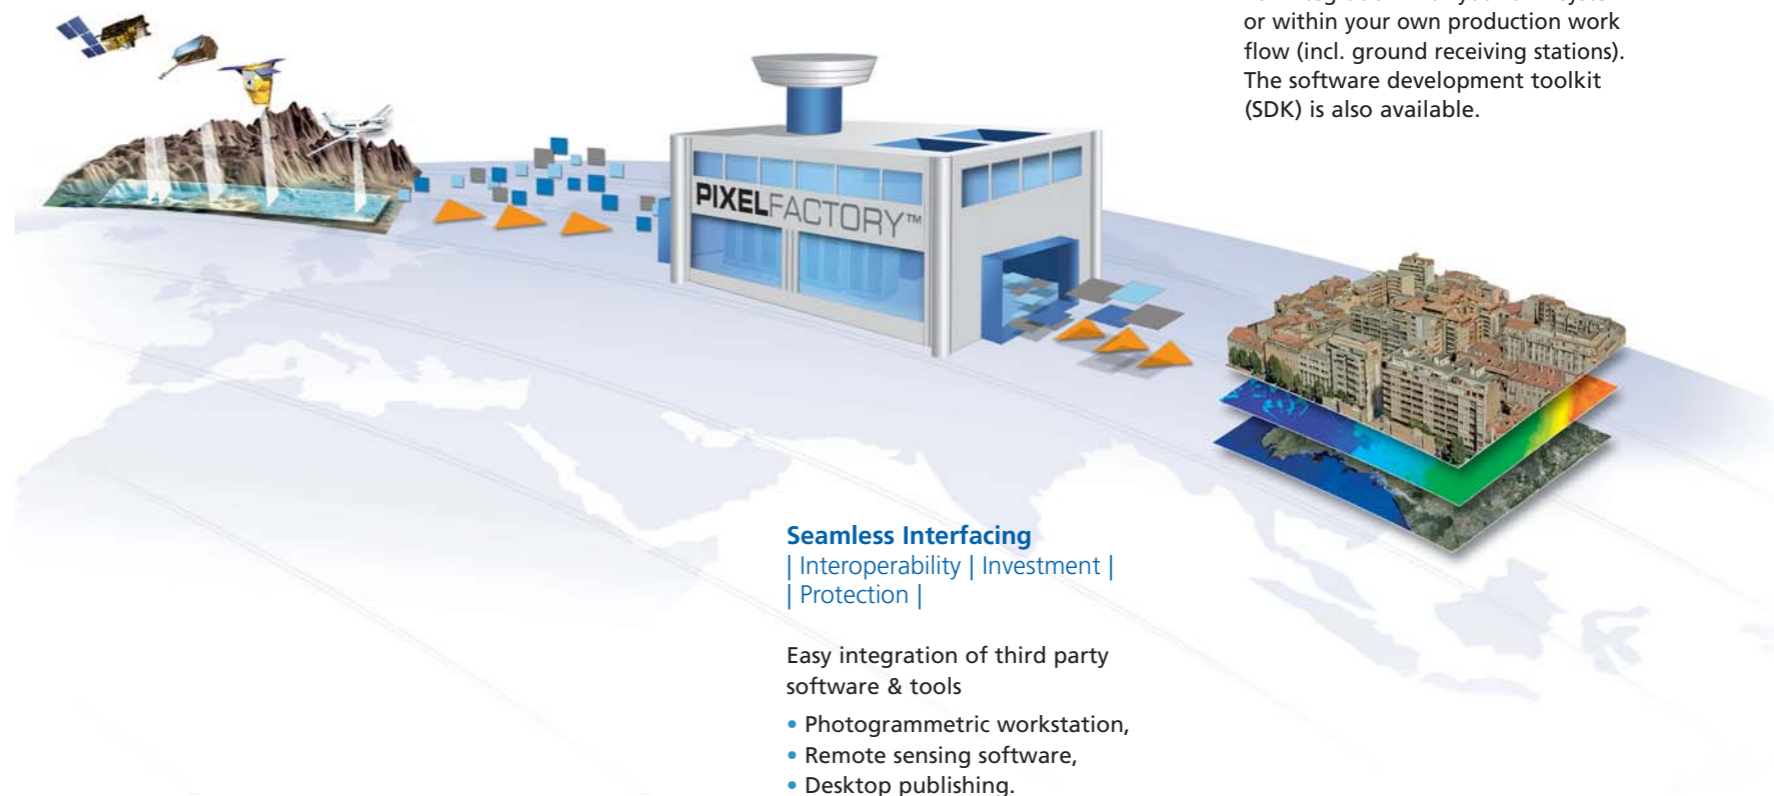 or within your own production work
flow (incl. ground receiving stations).
The software development toolkit
(SDK) is also available.
PIXELFACTORY™
Seamless Interfacing
| Interoperability | Investment |
| Protection |
Easy integration of third party
software & tools
• Photogrammetric workstation,
• Remote sensing software,
• Desktop publishing.